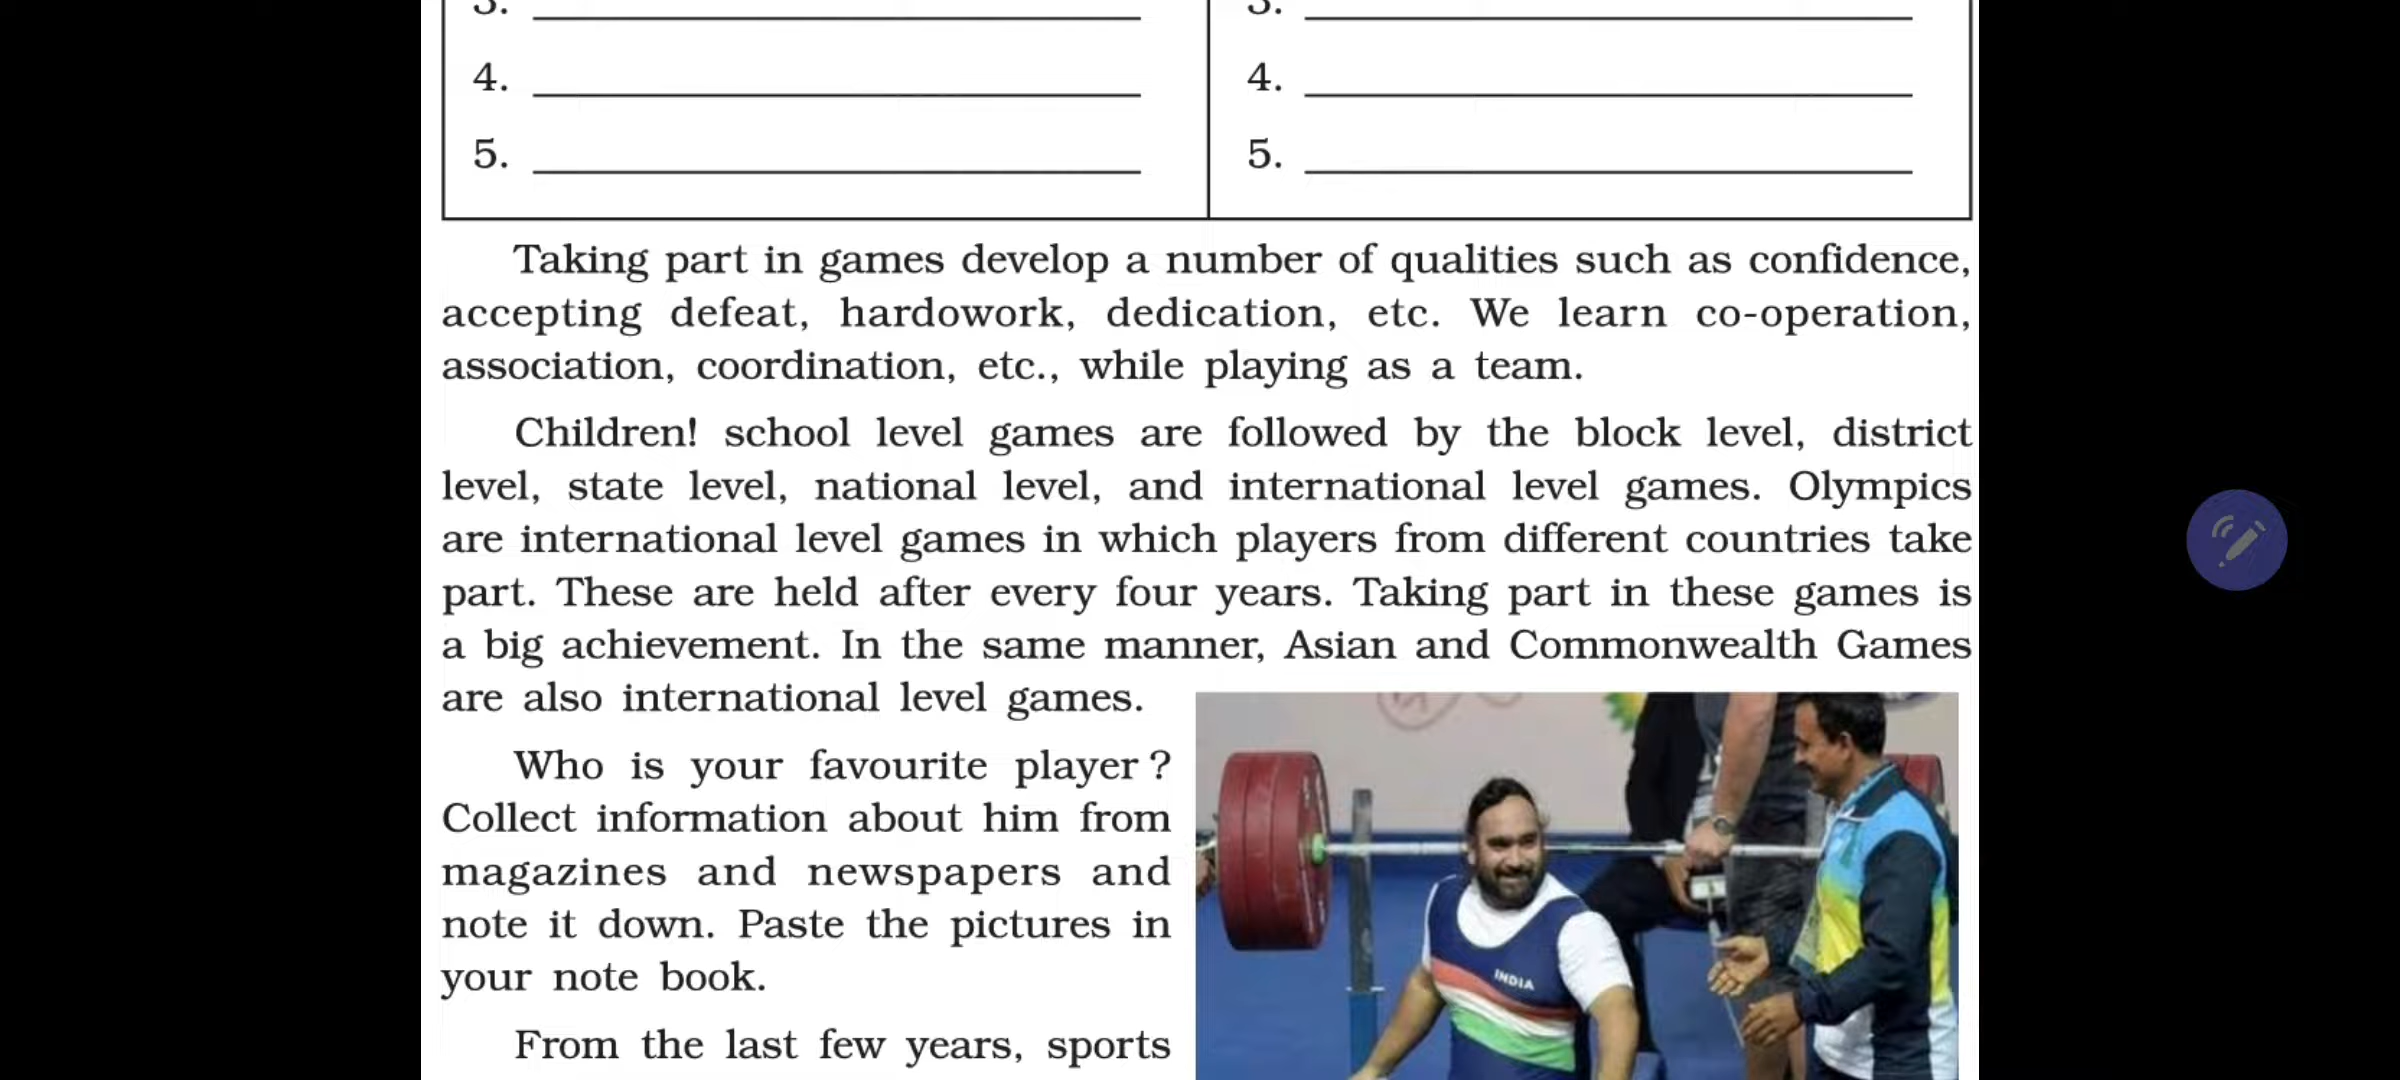 3. 3.
4. 4.
5. 5.
Taking part in games develop a number of qualities such as confidence,
accepting defeat, hardowork, dedication, etc. We learn co-operation,
association, coordination, etc., while playing as a team.
Children! school level games are followed by the block level, district
level, state level, national level, and international level games. Olympics
are international level games in which players from different countries take
part. These are held after every four years. Taking part in these games is
a big achievement. In the same manner, Asian and Commonwealth Games
are also international level games.
Who is your favourite player ?
Collect information about him from
magazines and newspapers and
note it down. Paste the pictures in
your note book.
From the last few years, sports
INDIA